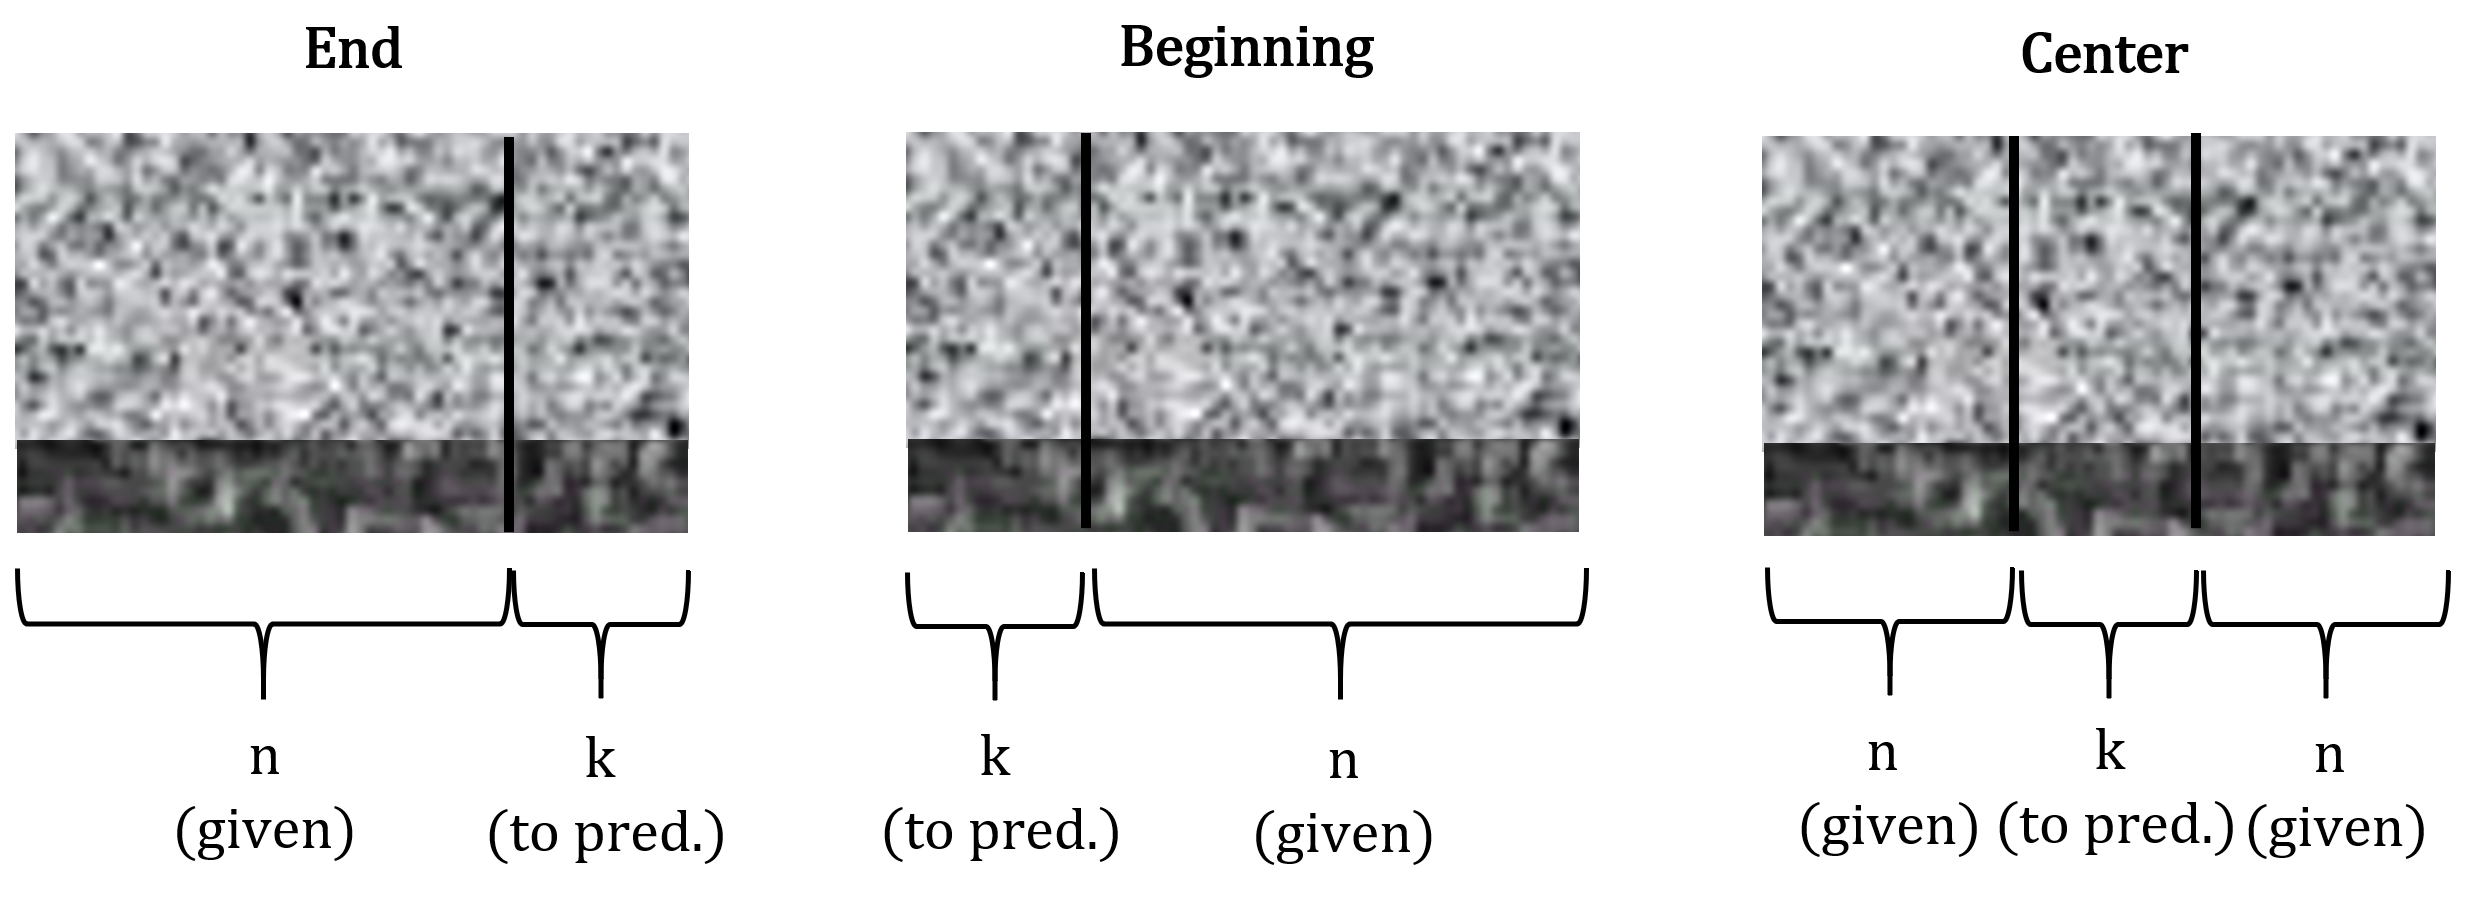 End
Beginning
Center
n
k
k
n
n
k
n
(given)
(to pred.)
(to pred.)
(given)
(given)
(to pred.)
(given)